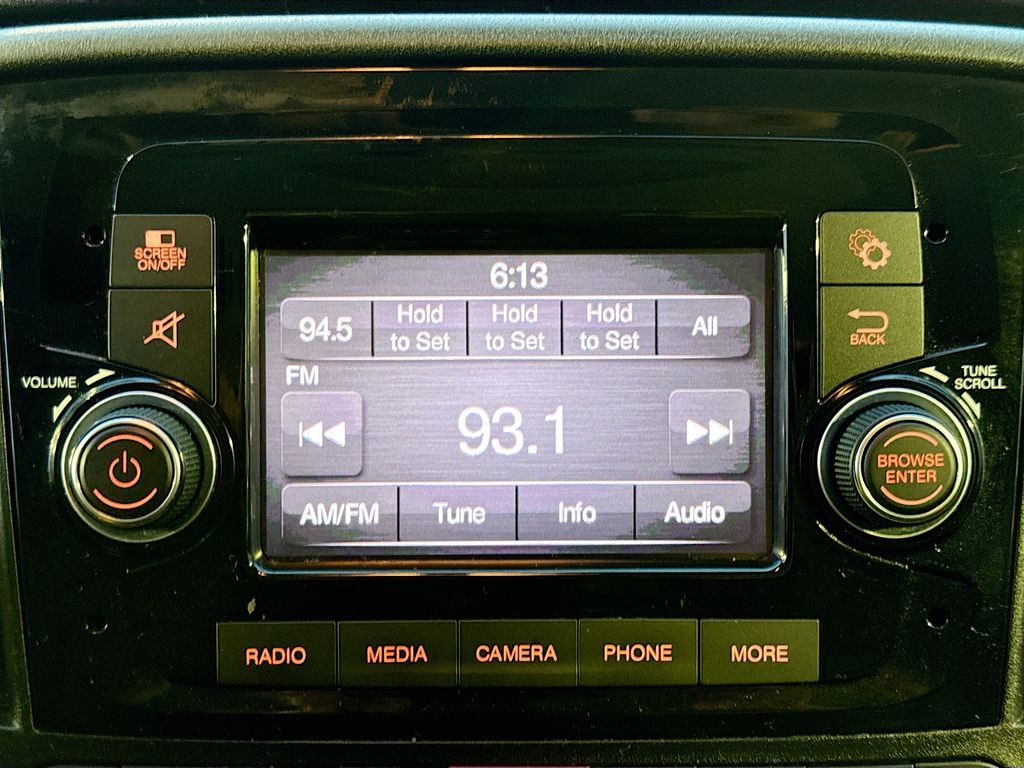 6:13
SCREEN
ON/OFF
94.5
Hold
to Set
Hold
to Set
Hold
to Set
All
BACK
FM
VOLUME
TUNE
SCROLL
93.1
BROWSE
ENTER
AM/FM
Tune
Info
Audio
RADIO
MEDIA
CAMERA
PHONE
MORE